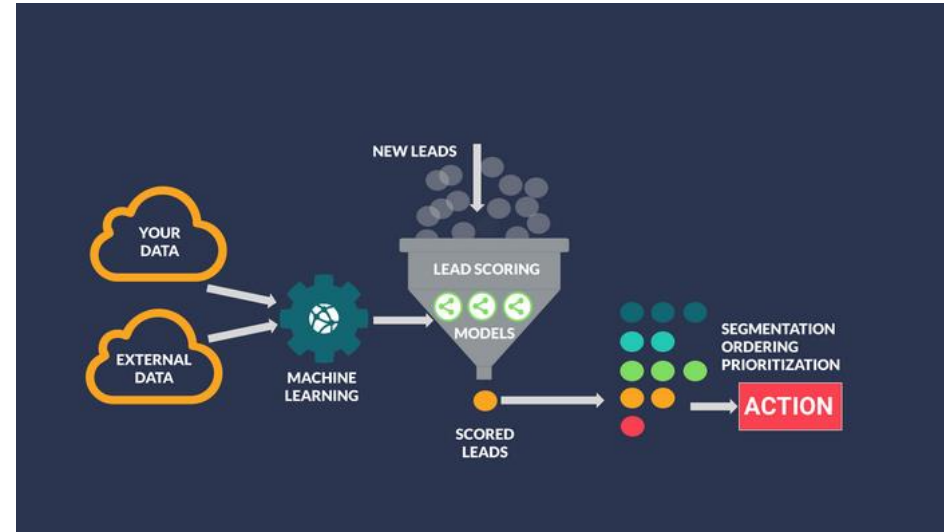 NEW LEADS
YOUR
DATA
EXTERNAL
DATA
MACHINE
LEARNING
LEAD SCORING
MODELS
SCORED
LEADS
SEGMENTATION
ORDERING
PRIORITIZATION
ACTION